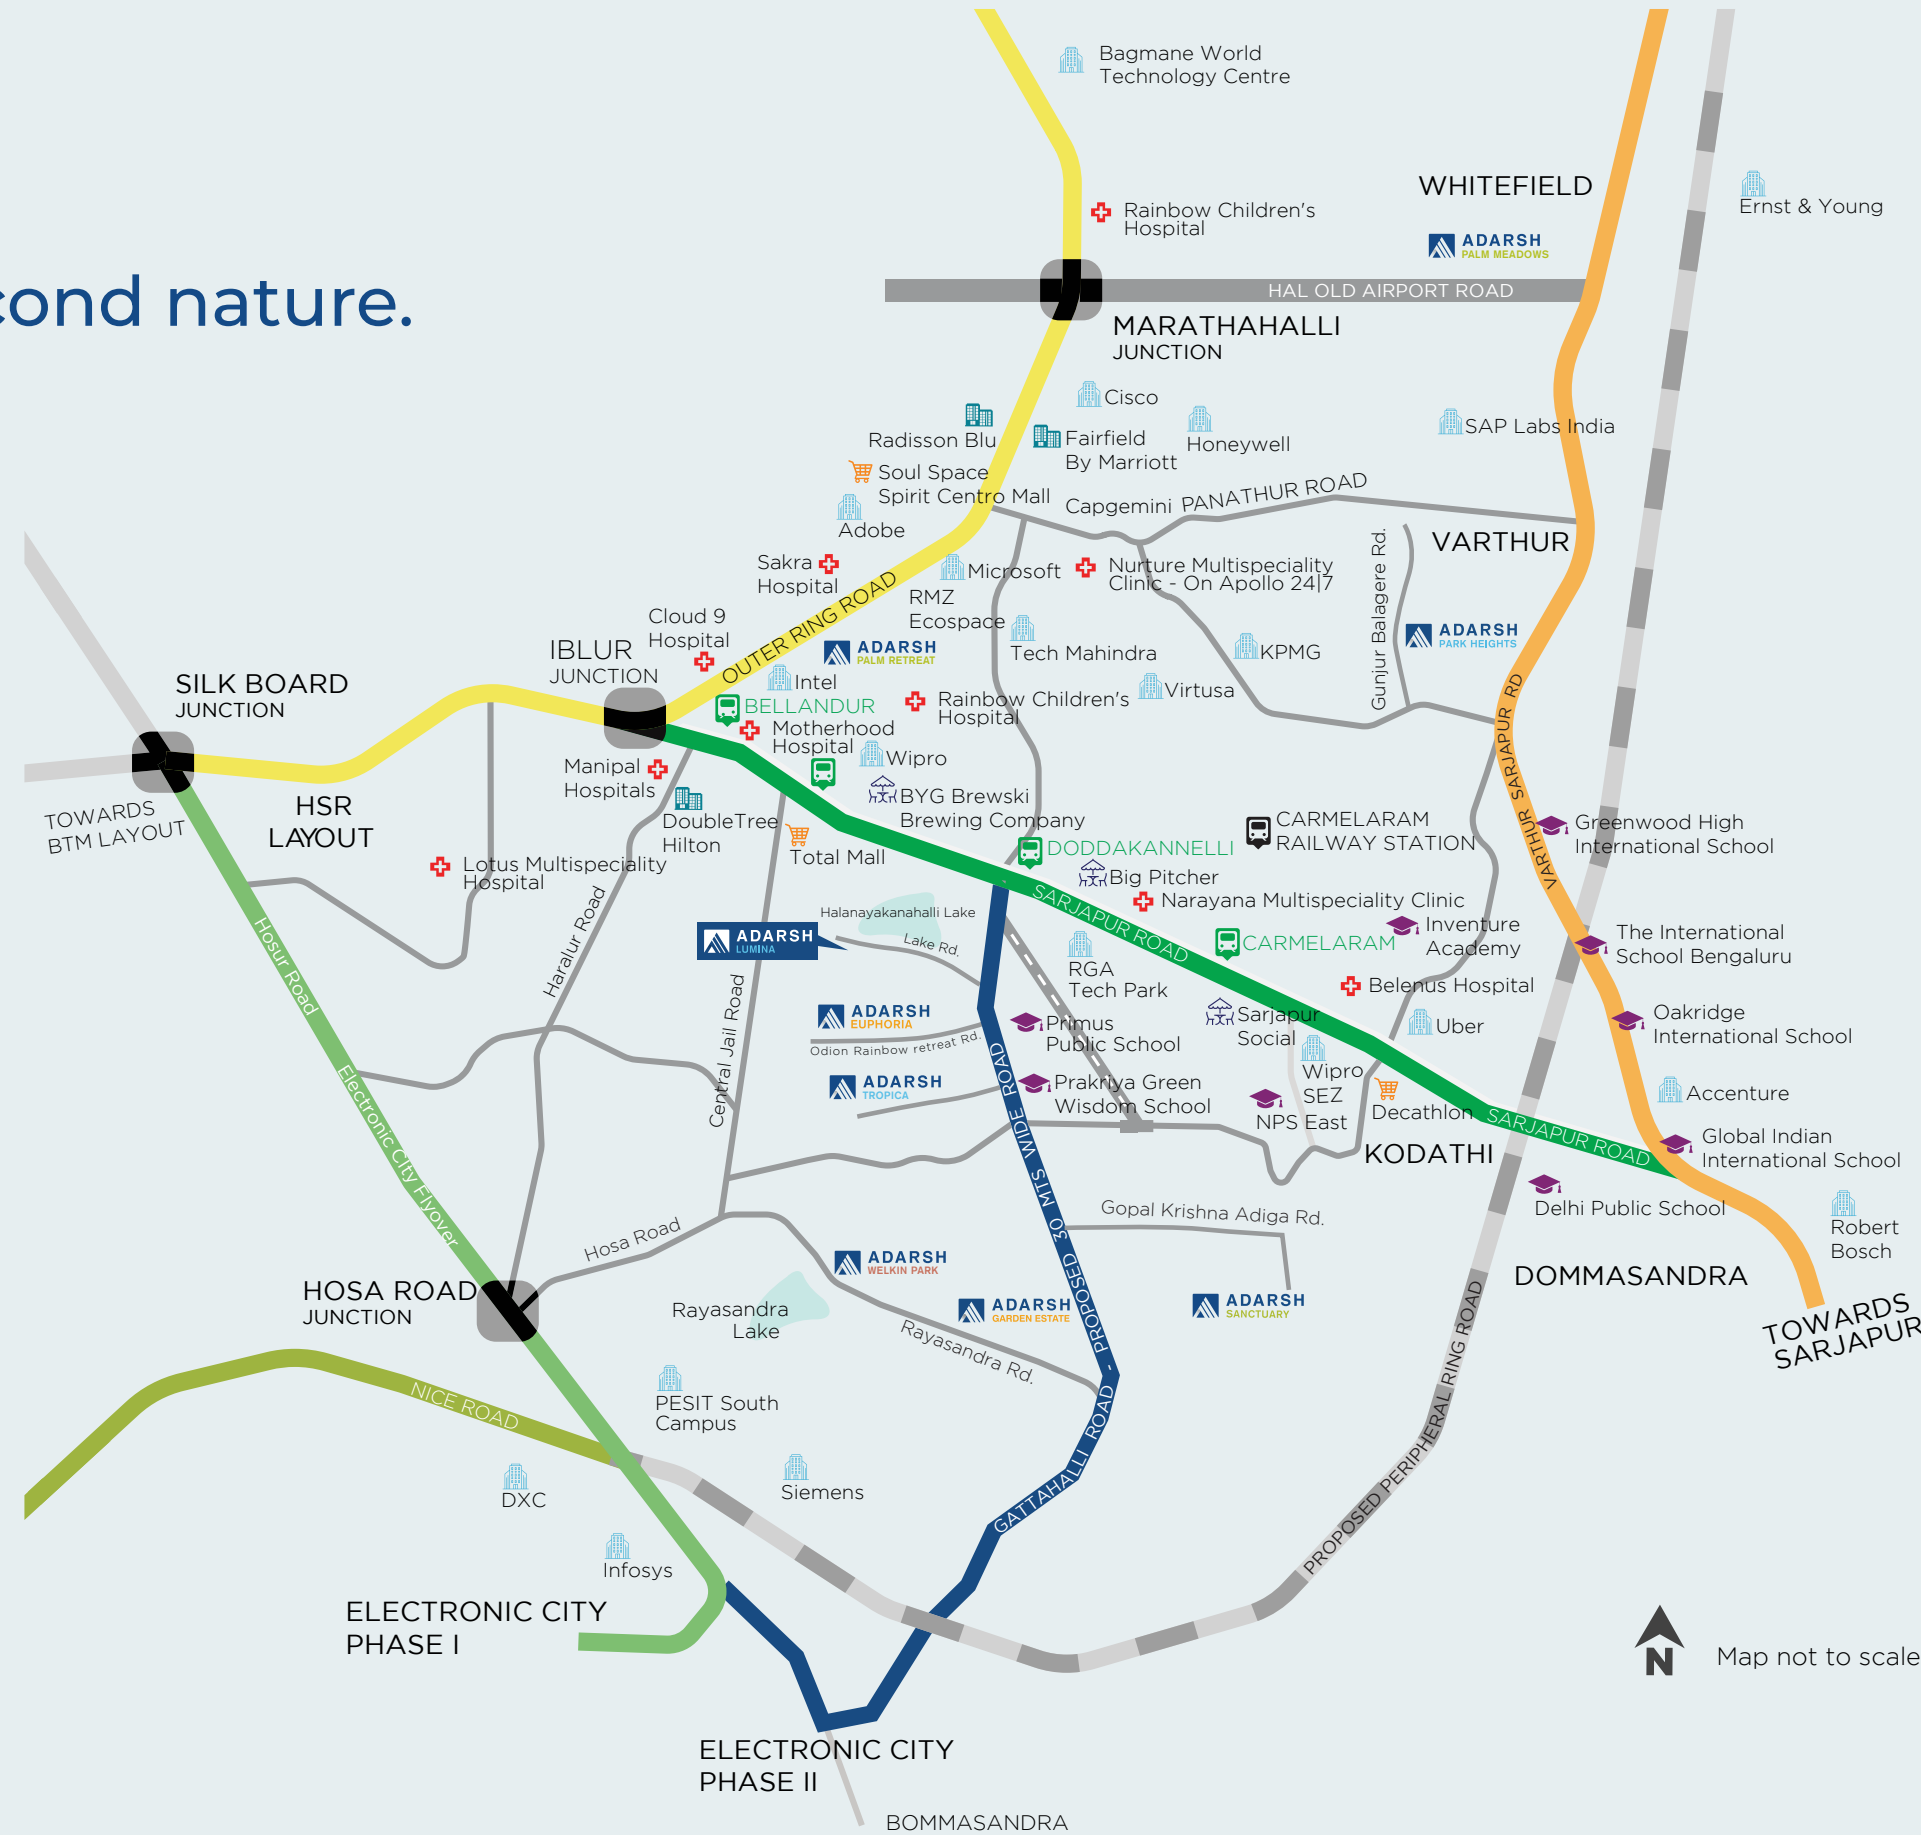 cond nature.
Bagmane World
Technology Centre
WHITEFIELD
Ernst & Young
Rainbow Children's
Hospital
ADARSH
PALM MEADOWS
HAL OLD AIRPORT ROAD
MARATHAHALLI
JUNCTION
Cisco
Radisson Blu
Fairfield
By Marriott
Honeywell
SAP Labs India
Soul Space
Spirit Centro Mall
Capgemini
PANATHUR ROAD
Adobe
Gunjur Balagere Rd.
VARTHUR
Sakra
Hospital
Microsoft
Nurture Multispeciality
Clinic - On Apollo 24|7
OUTER RING ROAD
RMZ
Ecospace
Cloud 9
Hospital
IBLUR
JUNCTION
ADARSH
PALM RETREAT
Tech Mahindra
KPMG
ADARSH
PARK HEIGHTS
SILK BOARD
JUNCTION
Intel
BELLANDUR
Rainbow Children's
Hospital
Virtusa
VARTHUR SARJAPUR RD
Motherhood
Hospital
Wipro
Manipal
Hospitals
TOWARDS
BTM LAYOUT
HSR
LAYOUT
DoubleTree
Hilton
BYG Brewski
Brewing Company
Total Mall
DODDAKANNELLI
CARMELARAM
RAILWAY STATION
Greenwood High
International School
Lotus Multispeciality
Hospital
Big Pitcher
Narayana Multispeciality Clinic
Haralur Road
Halanayakanahalli Lake
Lake Rd.
SARJAPUR ROAD
CARMELARAM
Inventure
Academy
The International
School Bengaluru
ADARSH
LUMINA
Hosur Road
RGA
Tech Park
Belenus Hospital
Central Jail Road
ADARSH
EUPHORIA
Odion Rainbow retreat Rd.
Primus
Public School
Sarjapur
Social
Uber
Oakridge
International School
Wipro
SEZ
ADARSH
TROPICA
Prakriya Green
Wisdom School
NPS East
Decathlon
Accenture
SARJAPUR ROAD
Electronic City Flyover
KODATHI
Global Indian
International School
Delhi Public School
Robert
Bosch
Gopal Krishna Adiga Rd.
Hosa Road
ADARSH
WELKIN PARK
HOSA ROAD
JUNCTION
Rayasandra
Lake
ADARSH
GARDEN ESTATE
ADARSH
SANCTUARY
DOMMASANDRA
TOWARDS
SARJAPUR
Rayasandra Rd.
GATTAHALLI ROAD - PROPOSED 30 MTS WIDE ROAD
PROPOSED PERIPHERAL RING ROAD
NICE ROAD
PESIT South
Campus
DXC
Siemens
Infosys
ELECTRONIC CITY
PHASE I
N
Map not to scale
ELECTRONIC CITY
PHASE II
BOMMASANDRA